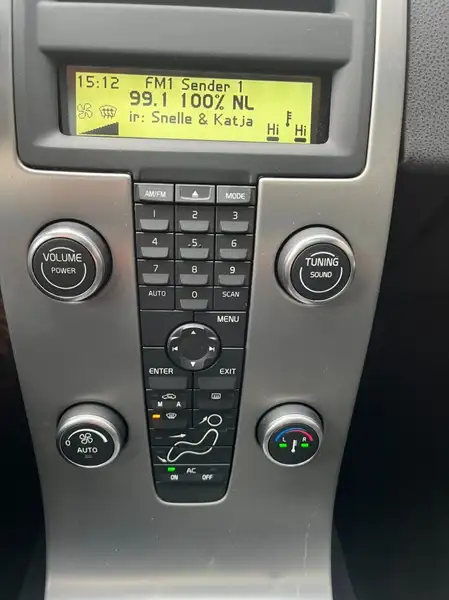 15:12 FM1 Sender 1
99.1 100% NL
ir: Snelle & Katja
Hi Hi
AM/FM MODE
1 2 3
4 5 6
7 8 9
AUTO 0 SCAN
VOLUME
POWER
TUNING
SOUND
MENU
ENTER EXIT
M A
0
AUTO
L R
AC
ON OFF